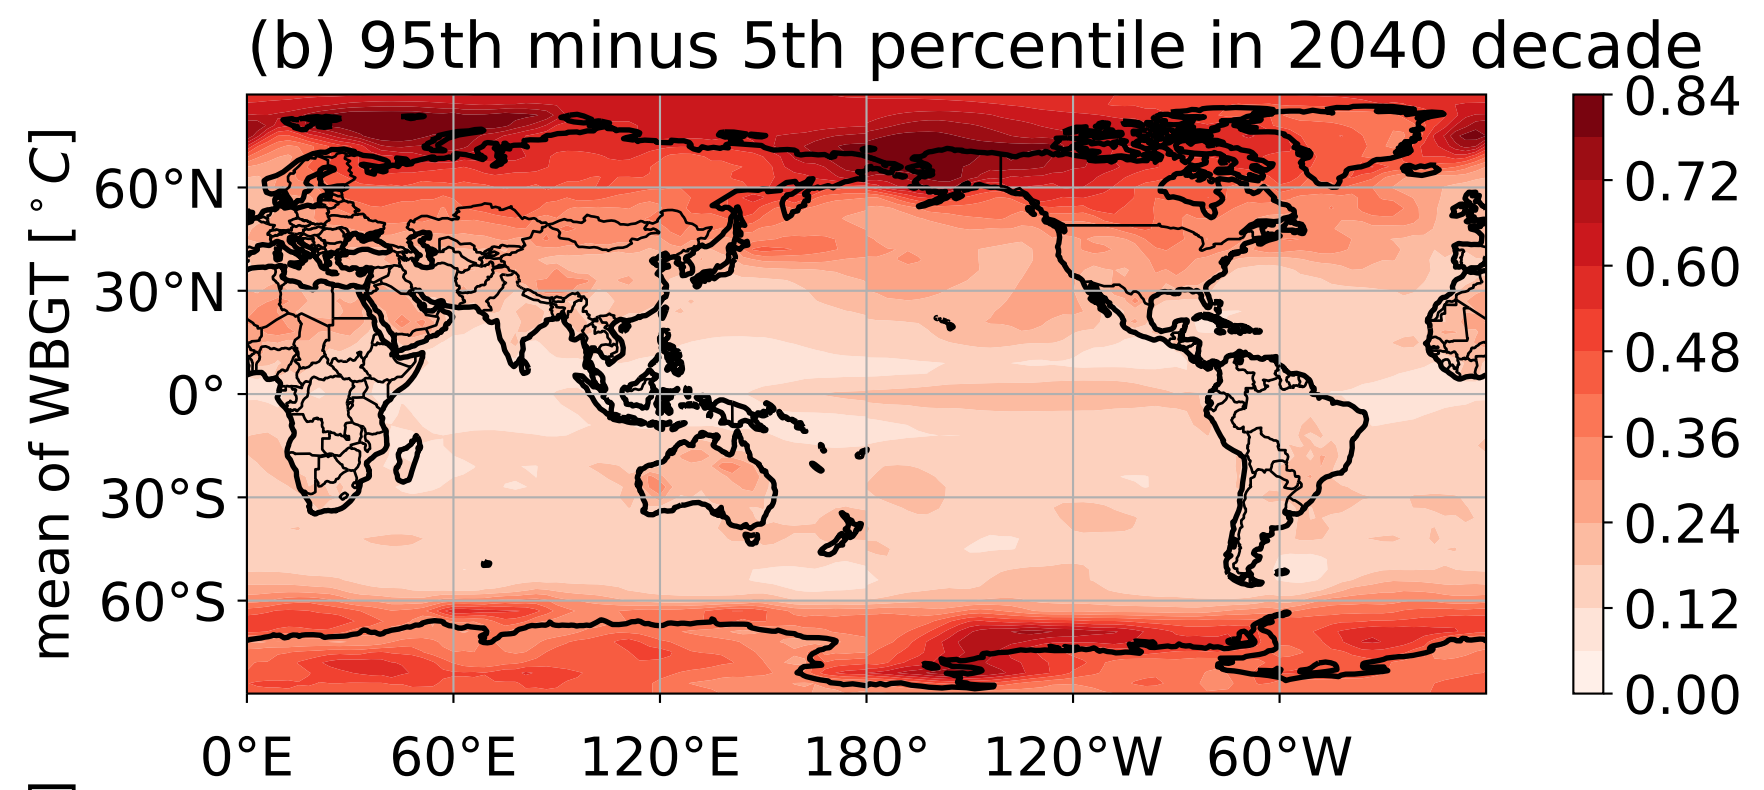 (b) 95th minus 5th percentile in 2040 decade
mean of WBGT [°C]
60°N
30°N
0°
30°S
60°S
0°E 60°E 120°E 180° 120°W 60°W
0.84
0.72
0.60
0.48
0.36
0.24
0.12
0.00
]